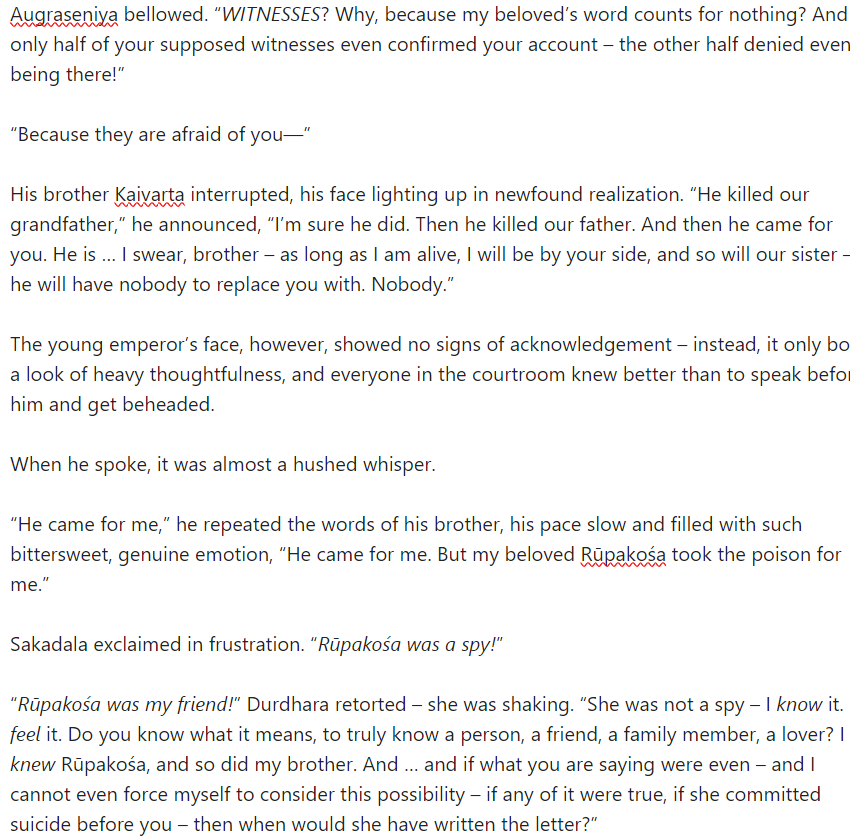 Augraseniya bellowed. “WITNESSES? Why, because my beloved’s word counts for nothing? And
only half of your supposed witnesses even confirmed your account – the other half denied even
being there!”
“Because they are afraid of you—“
His brother Kaivarta interrupted, his face lighting up in newfound realization. “He killed our
grandfather,” he announced, “I’m sure he did. Then he killed our father. And then he came for
you. He is … I swear, brother – as long as I am alive, I will be by your side, and so will our sister –
he will have nobody to replace you with. Nobody.”
The young emperor’s face, however, showed no signs of acknowledgement – instead, it only bo
a look of heavy thoughtfulness, and everyone in the courtroom knew better than to speak befor
him and get beheaded.
When he spoke, it was almost a hushed whisper.
“He came for me,” he repeated the words of his brother, his pace slow and filled with such
bittersweet, genuine emotion, “He came for me. But my beloved Rūpakośa took the poison for
me.”
Sakadala exclaimed in frustration. “Rūpakośa was a spy!”
“Rūpakośa was my friend!” Durdhara retorted – she was shaking. “She was not a spy – I know it.
feel it. Do you know what it means, to truly know a person, a friend, a family member, a lover? I
knew Rūpakośa, and so did my brother. And … and if what you are saying were even – and I
cannot even force myself to consider this possibility – if any of it were true, if she committed
suicide before you – then when would she have written the letter?”